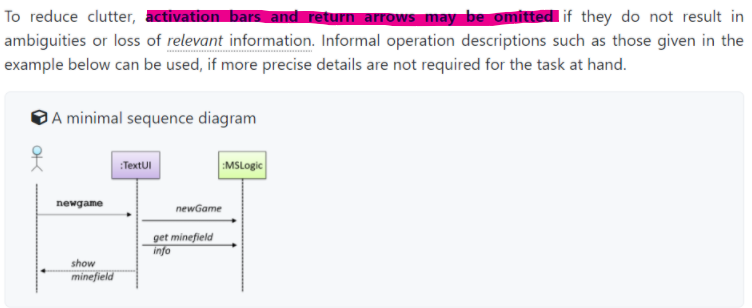 To reduce clutter, activation bars and return arrows may be omitted if they do not result in
ambiguities or loss of relevant information. Informal operation descriptions such as those given in the
example below can be used, if more precise details are not required for the task at hand.
A minimal sequence diagram
:TextUI
:MSLogic
newgame
newGame
get minefield
info
show
minefield